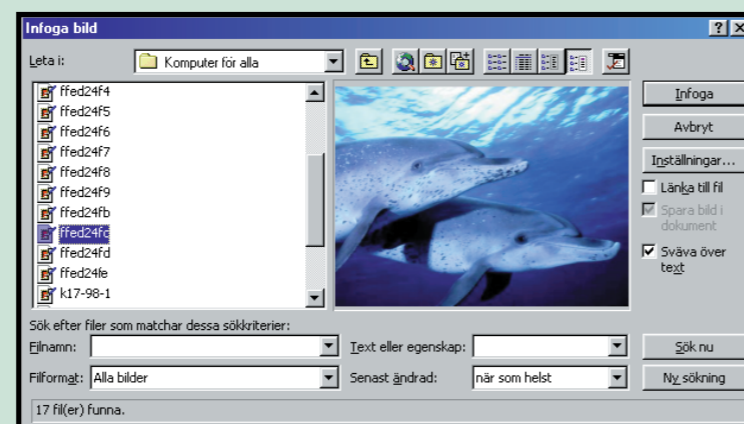 Infoga bild
Leta i: Komputer för alla
ffed24f4
ffed24f5
ffed24f6
ffed24f7
ffed24f8
ffed24f9
ffed24fb
ffed24fc
ffed24fd
ffed24fe
k17-98-1
Infoga
Avbryt
Inställningar...
Länka till fil
Spara bild i
dokument
Sväva över
text
Sök efter filer som matchar dessa sökkriterier:
Filnamn: Text eller egenskap: Sök nu
Filformat: Alla bilder Senast ändrad: när som helst Ny sökning
17 fil(er) funna.